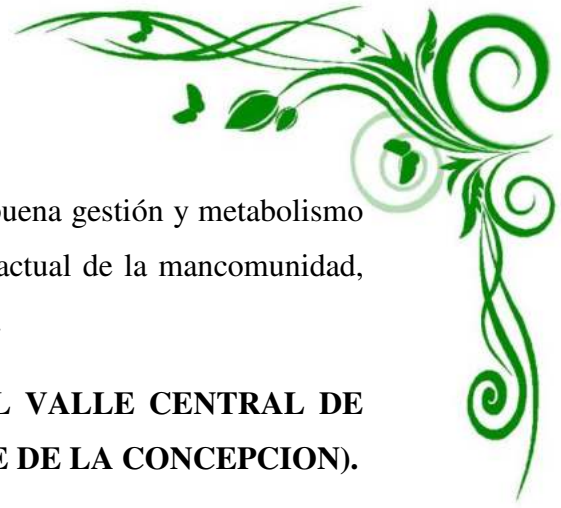 buena gestión y metabolismo
actual de la mancomunidad,
L VALLE CENTRAL DE
E DE LA CONCEPCION).